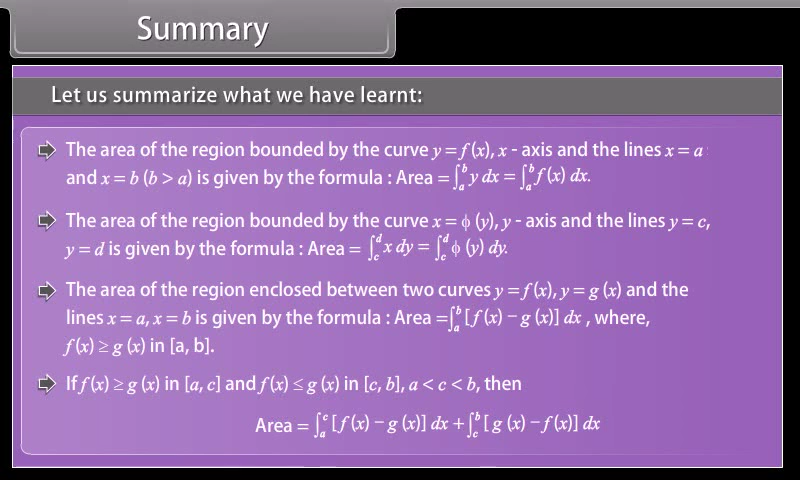 Summary
Let us summarize what we have learnt:
The area of the region bounded by the curve y = f(x), x - axis and the lines x = a
and x = b (b > a) is given by the formula : Area = ∫ₐᵇ y dx = ∫ₐᵇ f(x) dx.
The area of the region bounded by the curve x = ϕ (y), y - axis and the lines y = c,
y = d is given by the formula : Area = ∫_c^d x dy = ∫_c^d ϕ (y) dy.
The area of the region enclosed between two curves y = f(x), y = g (x) and the
lines x = a, x = b is given by the formula : Area = ∫ₐᵇ [f(x) − g (x)] dx , where,
f(x) ≥ g (x) in [a, b].
If f(x) ≥ g (x) in [a, c] and f(x) ≤ g (x) in [c, b], a < c < b, then
Area = ∫_a^c [f(x) − g (x)] dx + ∫_c^b [g (x) − f(x)] dx